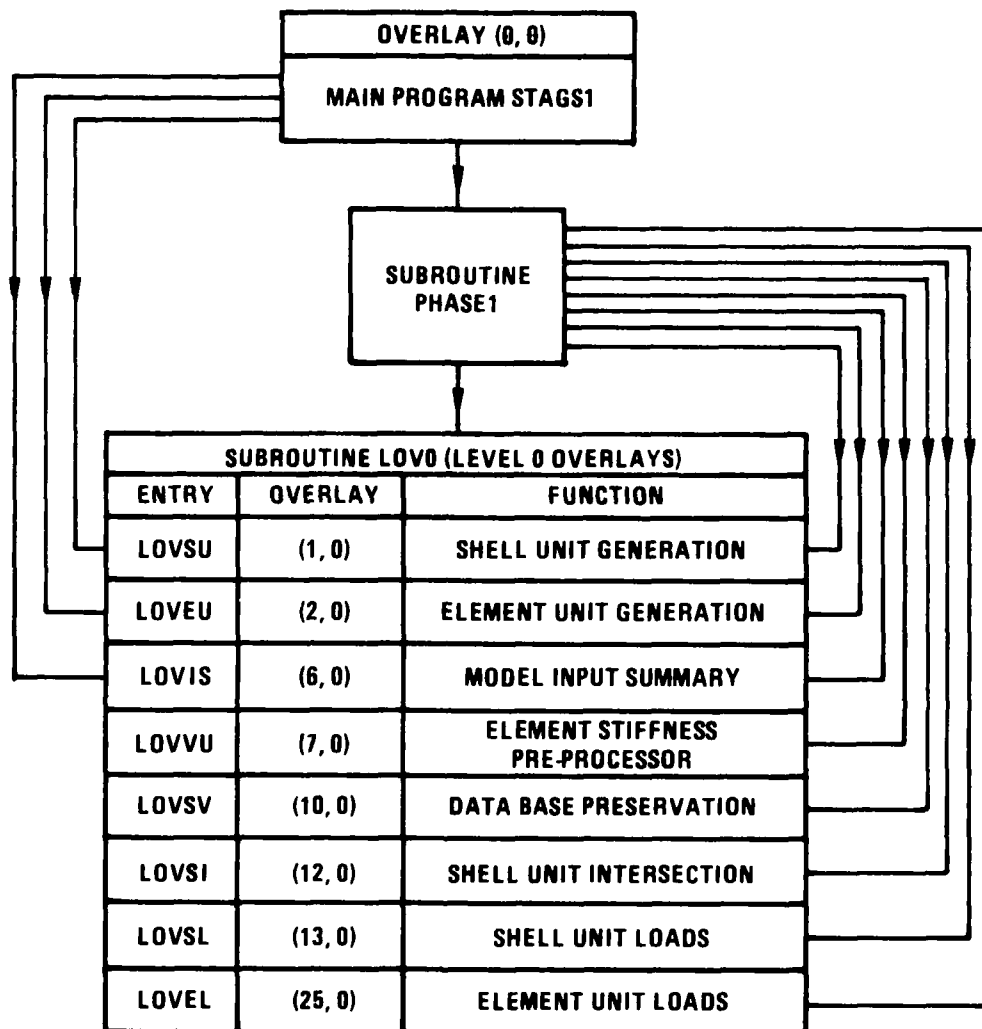 OVERLAY (0, 0)
MAIN PROGRAM STAGS1
SUBROUTINE
PHASE1
SUBROUTINE LOV0 (LEVEL 0 OVERLAYS)
ENTRY OVERLAY FUNCTION
LOVSU (1, 0) SHELL UNIT GENERATION
LOVEU (2, 0) ELEMENT UNIT GENERATION
LOVIS (6, 0) MODEL INPUT SUMMARY
LOVVU (7, 0) ELEMENT STIFFNESS
PRE-PROCESSOR
LOVSV (10, 0) DATA BASE PRESERVATION
LOVSI (12, 0) SHELL UNIT INTERSECTION
LOVSL (13, 0) SHELL UNIT LOADS
LOVEL (25, 0) ELEMENT UNIT LOADS